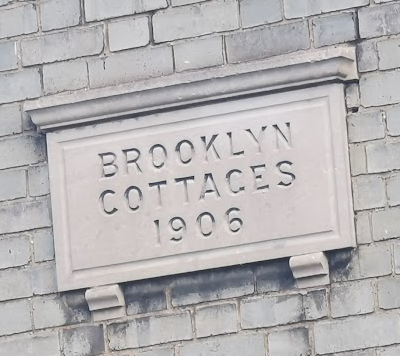 BROOKLYN
COTTAGES
1906